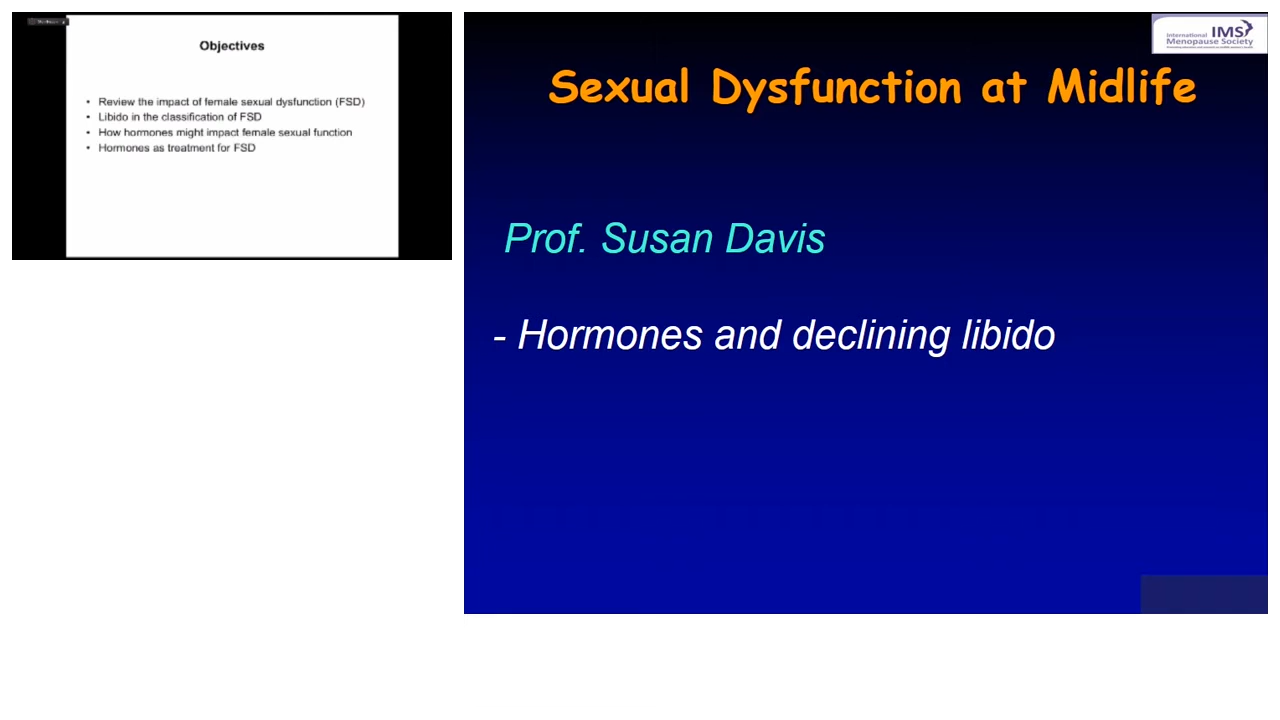 Objectives
• Review the impact of female sexual dysfunction (FSD)
• Libido in the classification of FSD
• How hormones might impact female sexual function
• Hormones as treatment for FSD
International IMS
Menopause Society
Sexual Dysfunction at Midlife
Prof. Susan Davis
- Hormones and declining libido